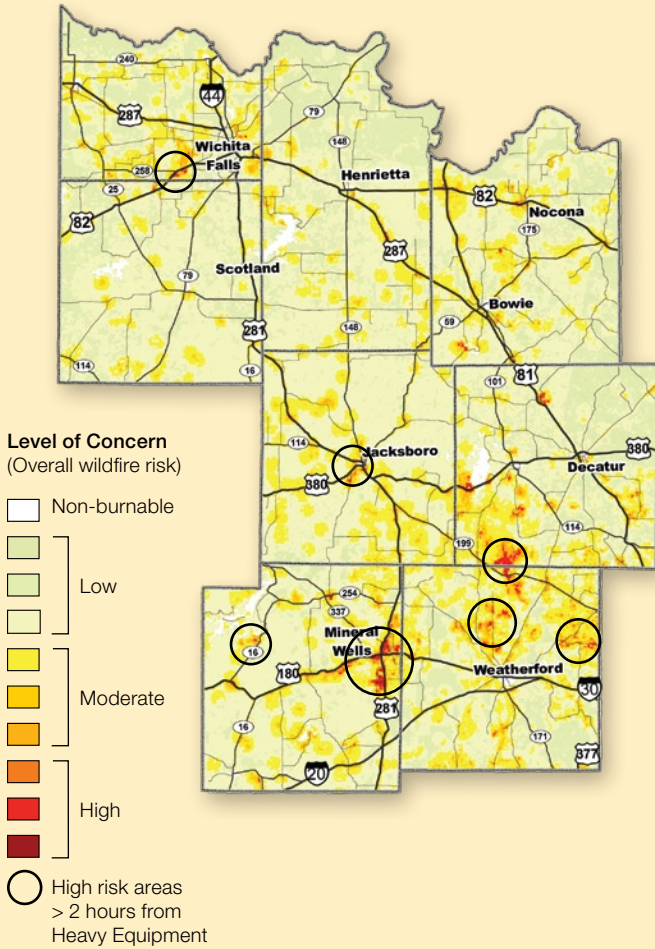 240
44
287
79
Wichita
Falls
148
258
Henrietta
25
82
Nocona
82
175
287
Scotland
79
Bowie
281
148
59
114
16
81
101
Level of Concern
(Overall wildfire risk)
Jacksboro
114
380
Decatur
380
Non-burnable
114
199
Low
254
337
Mineral
Wells
16
180
Weatherford
30
281
Moderate
16
171
377
20
High
High risk areas
> 2 hours from
Heavy Equipment